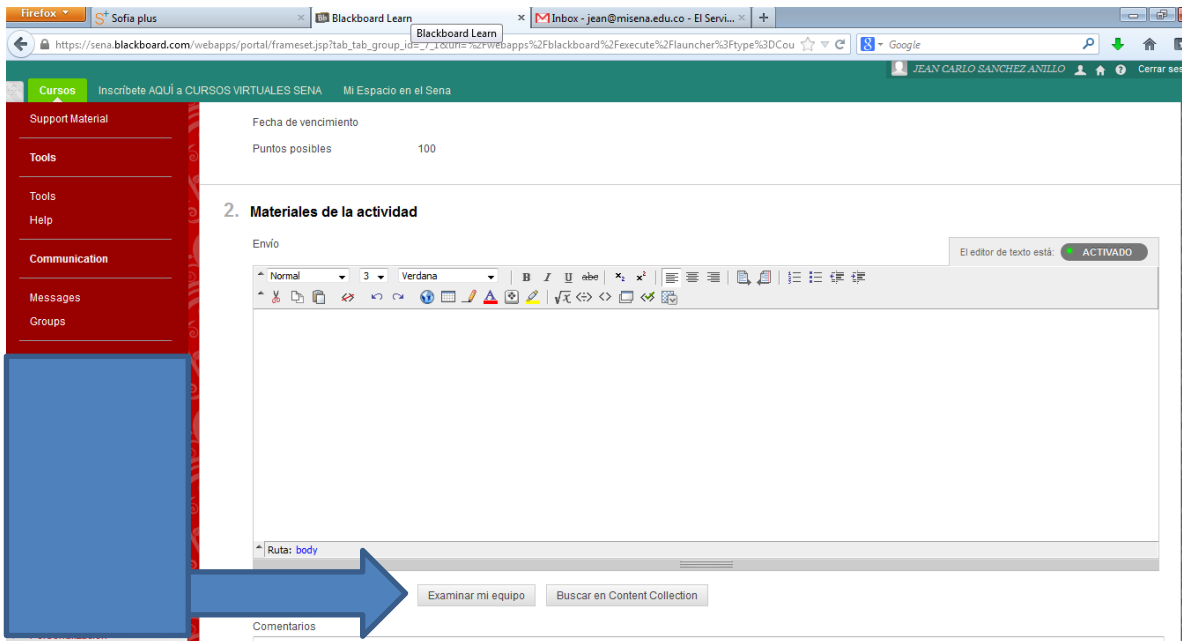 Firefox
Sofia plus
Blackboard Learn
Inbox - jean@misena.edu.co - El Servi...
Blackboard Learn
https://sena.blackboard.com/webapps/portal/frameset.jsp?tab_tab_group_id=_7_1&url=%2Fwebapps%2Fblackboard%2Fexecute%2Flauncher%3Ftype%3DCou
Google
JEAN CARLO SANCHEZ ANILLO
Cerrar ses
Cursos
Inscríbete AQUÍ a CURSOS VIRTUALES SENA
Mi Espacio en el Sena
Support Material
Tools
Tools
Help
Communication
Messages
Groups
Fecha de vencimiento
Puntos posibles 100
2. Materiales de la actividad
Envío
El editor de texto está: ACTIVADO
Normal 3 Verdana
Ruta: body
Examinar mi equipo
Buscar en Content Collection
Comentarios